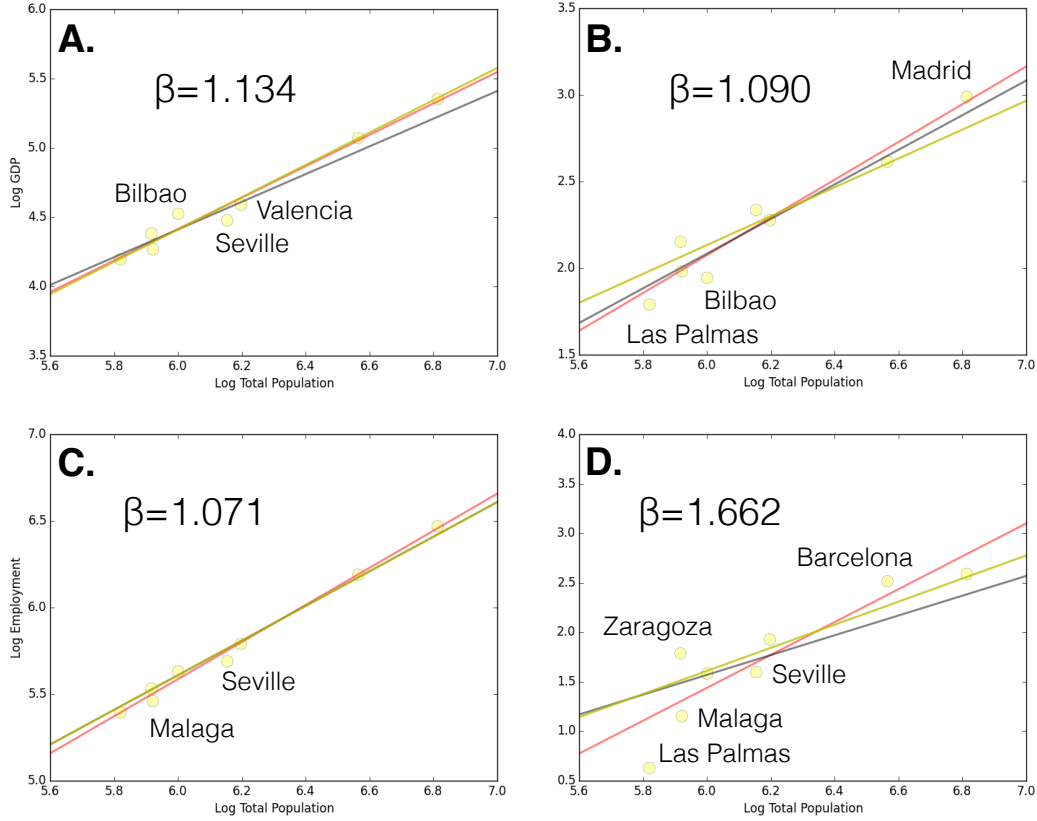 A.
β=1.134
Bilbao
Valencia
Seville
Log GDP
6.0
5.5
5.0
4.5
4.0
3.5
5.6 5.8 6.0 6.2 6.4 6.6 6.8 7.0
Log Total Population
B.
β=1.090
Madrid
Bilbao
Las Palmas
3.5
3.0
2.5
2.0
1.5
5.6 5.8 6.0 6.2 6.4 6.6 6.8 7.0
Log Total Population
C.
β=1.071
Seville
Malaga
Log Employment
7.0
6.5
6.0
5.5
5.0
5.6 5.8 6.0 6.2 6.4 6.6 6.8 7.0
Log Total Population
D.
β=1.662
Barcelona
Zaragoza
Seville
Malaga
Las Palmas
4.0
3.5
3.0
2.5
2.0
1.5
1.0
0.5
5.6 5.8 6.0 6.2 6.4 6.6 6.8 7.0
Log Total Population